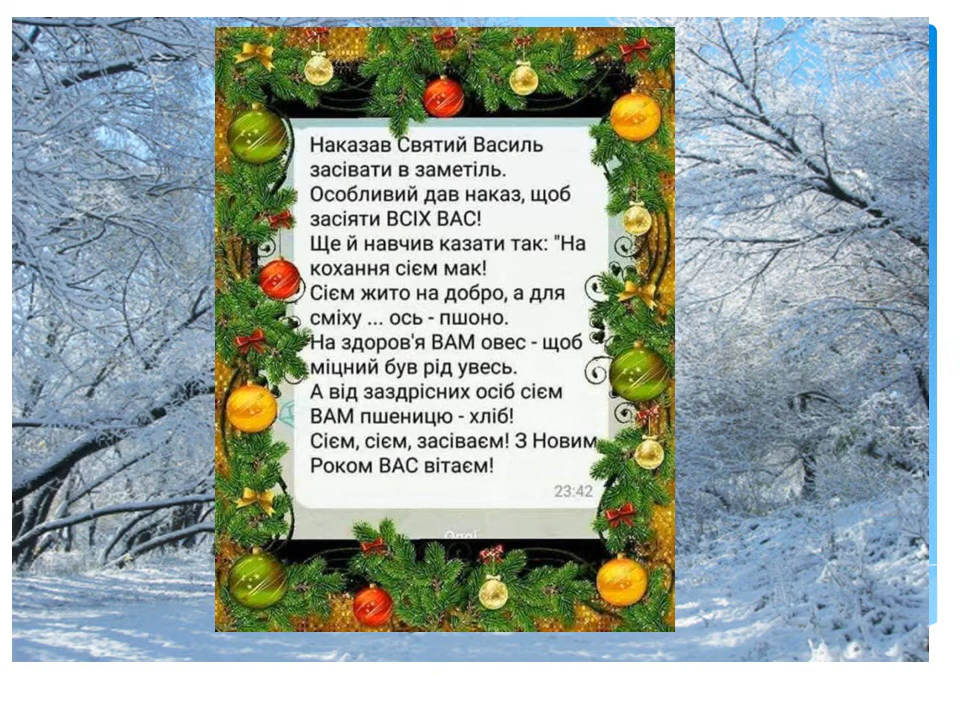 Наказав Святий Василь
засівати в заметіль.
Особливий дав наказ, щоб
засіяти ВСІХ ВАС!
Ще й навчив казати так: "На
кохання сієм мак!
Сієм жито на добро, а для
сміху ... ось - пшоно.
На здоров'я ВАМ овес - щоб
міцний був рід увесь.
А від заздрісних осіб сієм
ВАМ пшеницю - хліб!
Сієм, сієм, засіваєм! З Новим
Роком ВАС вітаєм!
23:42